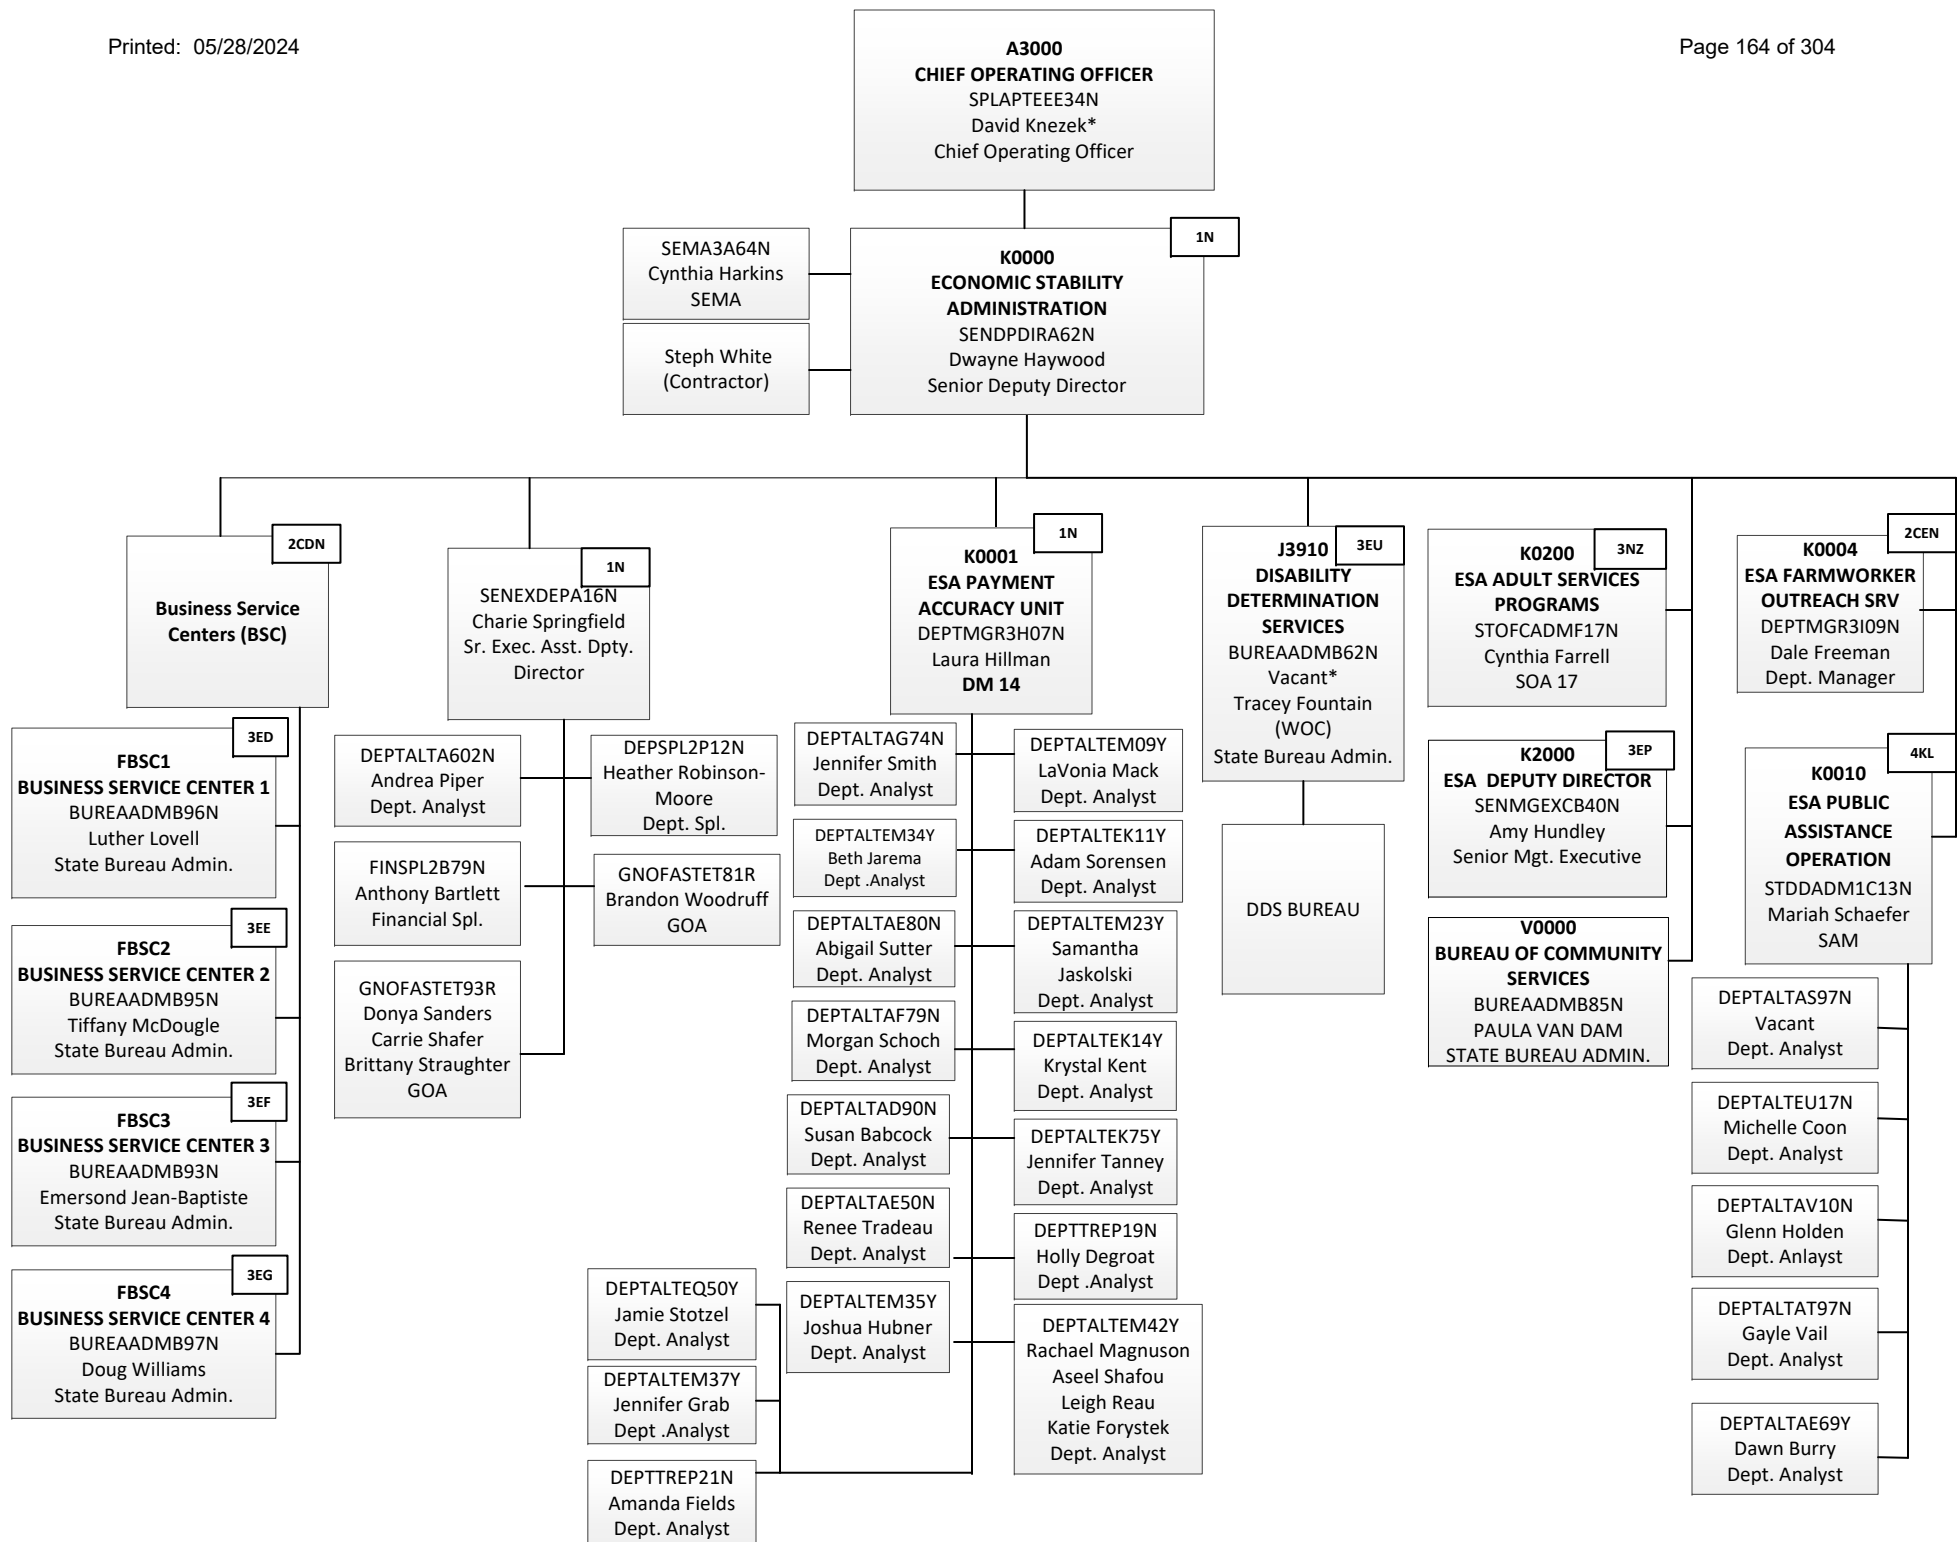 Printed:  05/28/2024
Page 164 of 304
A3000
CHIEF OPERATING OFFICER
SPLAPTEEE34N
David Knezek*
Chief Operating Officer
1N
K0000
ECONOMIC STABILITY
ADMINISTRATION
SENDPDIRA62N
Dwayne Haywood
Senior Deputy Director
SEMA3A64N
Cynthia Harkins
SEMA
Steph White
(Contractor)
2CDN
Business Service
Centers (BSC)
3ED
FBSC1
BUSINESS SERVICE CENTER 1
BUREAADMB96N
Luther Lovell
State Bureau Admin.
3EE
FBSC2
BUSINESS SERVICE CENTER 2
BUREAADMB95N
Tiffany McDougle
State Bureau Admin.
3EF
FBSC3
BUSINESS SERVICE CENTER 3
BUREAADMB93N
Emersond Jean-Baptiste
State Bureau Admin.
3EG
FBSC4
BUSINESS SERVICE CENTER 4
BUREAADMB97N
Doug Williams
State Bureau Admin.
1N
SENEXDEPA16N
Charie Springfield
Sr. Exec. Asst. Dpty.
Director
DEPTALTA602N
Andrea Piper
Dept. Analyst
DEPSPL2P12N
Heather Robinson-
Moore
Dept. Spl.
FINSPL2B79N
Anthony Bartlett
Financial Spl.
GNOFASTET81R
Brandon Woodruff
GOA
GNOFASTET93R
Donya Sanders
Carrie Shafer
Brittany Straughter
GOA
1N
K0001
ESA PAYMENT
ACCURACY UNIT
DEPTMGR3H07N
Laura Hillman
DM 14
DEPTALTAG74N
Jennifer Smith
Dept. Analyst
DEPTALTEM09Y
LaVonia Mack
Dept. Analyst
DEPTALTEM34Y
Beth Jarema
Dept .Analyst
DEPTALTEK11Y
Adam Sorensen
Dept. Analyst
DEPTALTAE80N
Abigail Sutter
Dept. Analyst
DEPTALTEM23Y
Samantha
Jaskolski
Dept. Analyst
DEPTALTAF79N
Morgan Schoch
Dept. Analyst
DEPTALTEK14Y
Krystal Kent
Dept. Analyst
DEPTALTAD90N
Susan Babcock
Dept. Analyst
DEPTALTEK75Y
Jennifer Tanney
Dept. Analyst
DEPTALTAE50N
Renee Tradeau
Dept. Analyst
DEPTTREP19N
Holly Degroat
Dept .Analyst
DEPTALTEQ50Y
Jamie Stotzel
Dept. Analyst
DEPTALTEM35Y
Joshua Hubner
Dept. Analyst
DEPTALTEM42Y
Rachael Magnuson
Aseel Shafou
Leigh Reau
Katie Forystek
Dept. Analyst
DEPTALTEM37Y
Jennifer Grab
Dept .Analyst
DEPTTREP21N
Amanda Fields
Dept. Analyst
3EU
J3910
DISABILITY
DETERMINATION
SERVICES
BUREAADMB62N
Vacant*
Tracey Fountain
(WOC)
State Bureau Admin.
DDS BUREAU
3NZ
K0200
ESA ADULT SERVICES
PROGRAMS
STOFCADMF17N
Cynthia Farrell
SOA 17
3EP
K2000
ESA  DEPUTY DIRECTOR
SENMGEXCB40N
Amy Hundley
Senior Mgt. Executive
V0000
BUREAU OF COMMUNITY
SERVICES
BUREAADMB85N
PAULA VAN DAM
STATE BUREAU ADMIN.
2CEN
K0004
ESA FARMWORKER
OUTREACH SRV
DEPTMGR3I09N
Dale Freeman
Dept. Manager
4KL
K0010
ESA PUBLIC
ASSISTANCE
OPERATION
STDDADM1C13N
Mariah Schaefer
SAM
DEPTALTAS97N
Vacant
Dept. Analyst
DEPTALTEU17N
Michelle Coon
Dept. Analyst
DEPTALTAV10N
Glenn Holden
Dept. Anlayst
DEPTALTAT97N
Gayle Vail
Dept. Analyst
DEPTALTAE69Y
Dawn Burry
Dept. Analyst